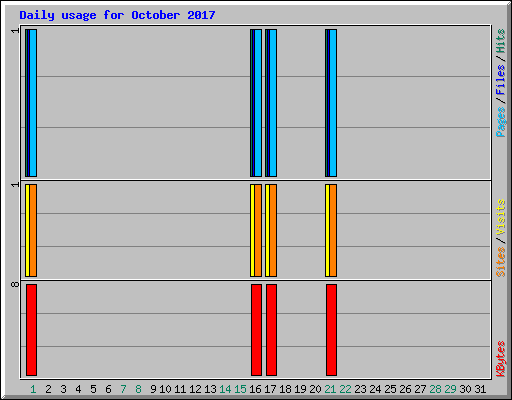 Daily usage for October 2017
1
1
8
Pages/Files/Hits
Sites/Visits
KBytes
1 2 3 4 5 6 7 8 9 10 11 12 13 14 15 16 17 18 19 20 21 22 23 24 25 26 27 28 29 30 31